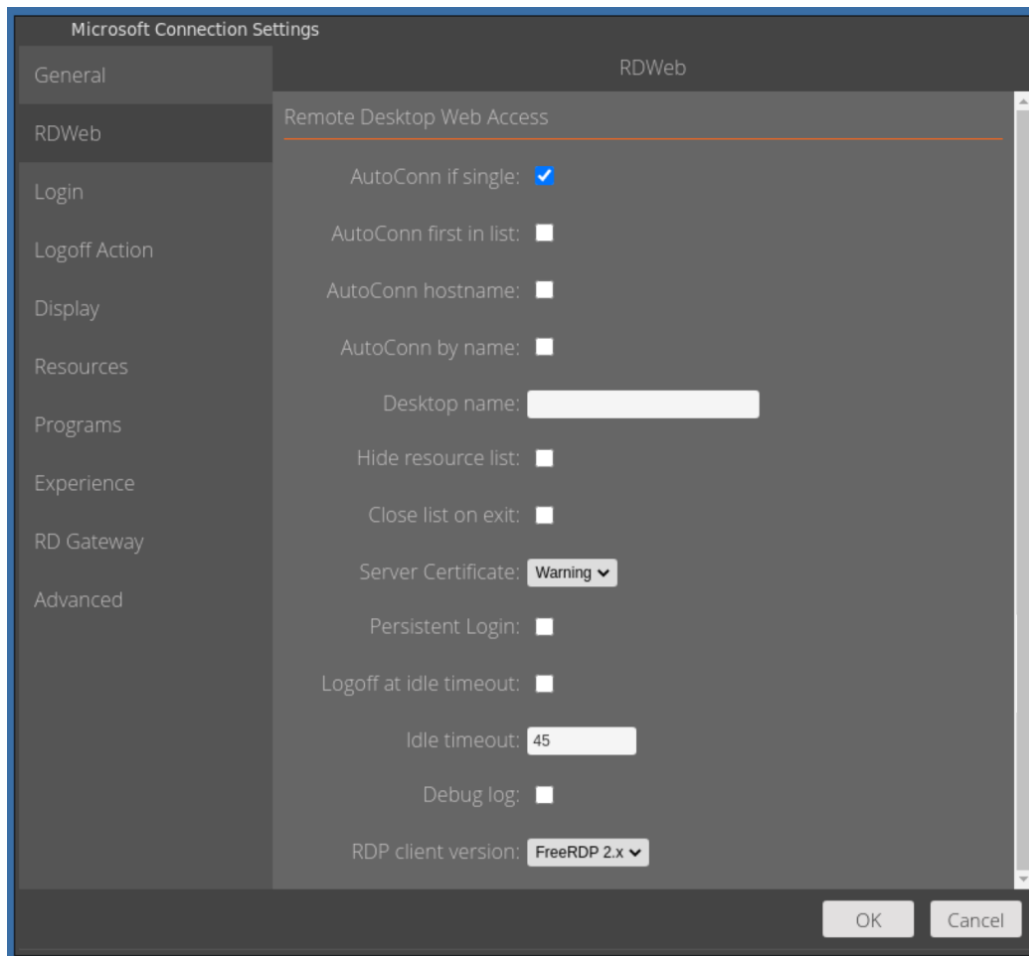 Microsoft Connection Settings
General
RDWeb
Login
Logoff Action
Display
Resources
Programs
Experience
RD Gateway
Advanced
RDWeb
Remote Desktop Web Access
AutoConn if single:
AutoConn first in list:
AutoConn hostname:
AutoConn by name:
Desktop name:
Hide resource list:
Close list on exit:
Server Certificate: Warning
Persistent Login:
Logoff at idle timeout:
Idle timeout: 45
Debug log:
RDP client version: FreeRDP 2.x
OK Cancel